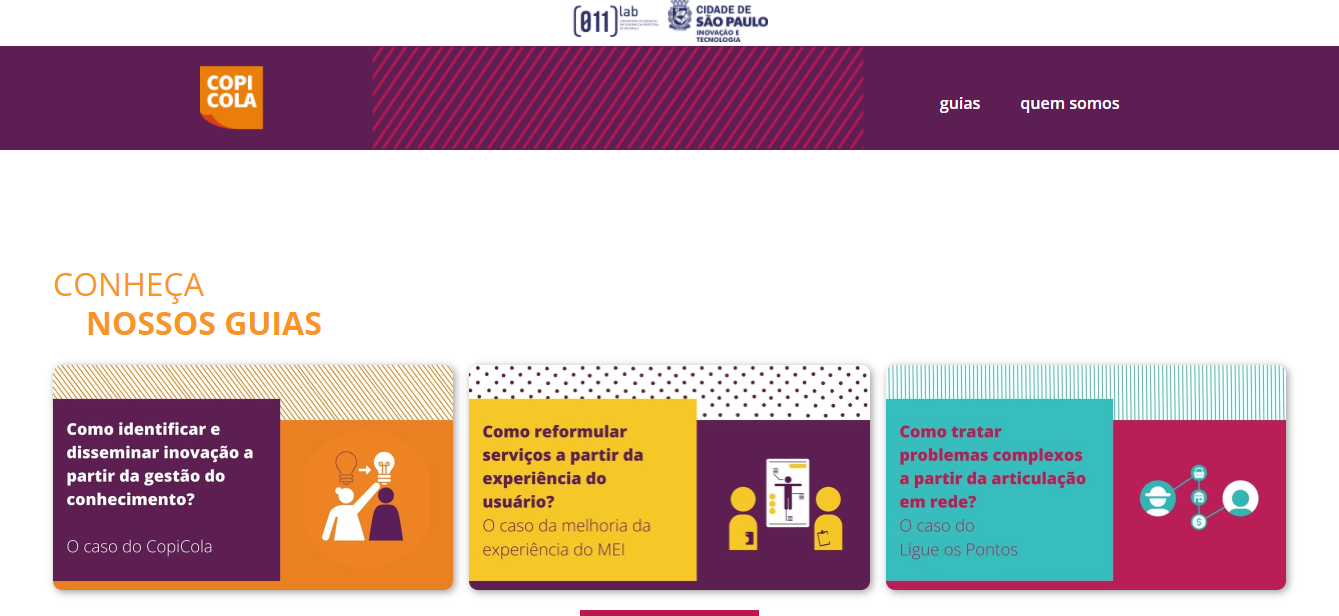 (011) lab
CIDADE DE
SÃO PAULO
INOVAÇÃO E
TECNOLOGIA
COPI
COLA
guias
quem somos
CONHEÇA
NOSSOS GUIAS
Como identificar e
disseminar inovação a
partir da gestão do
conhecimento?
O caso do CopiCola
Como reformular
serviços a partir da
experiência do
usuário?
O caso da melhoria da
experiência do MEI
Como tratar
problemas complexos
a partir da articulação
em rede?
O caso do
Ligue os Pontos
$